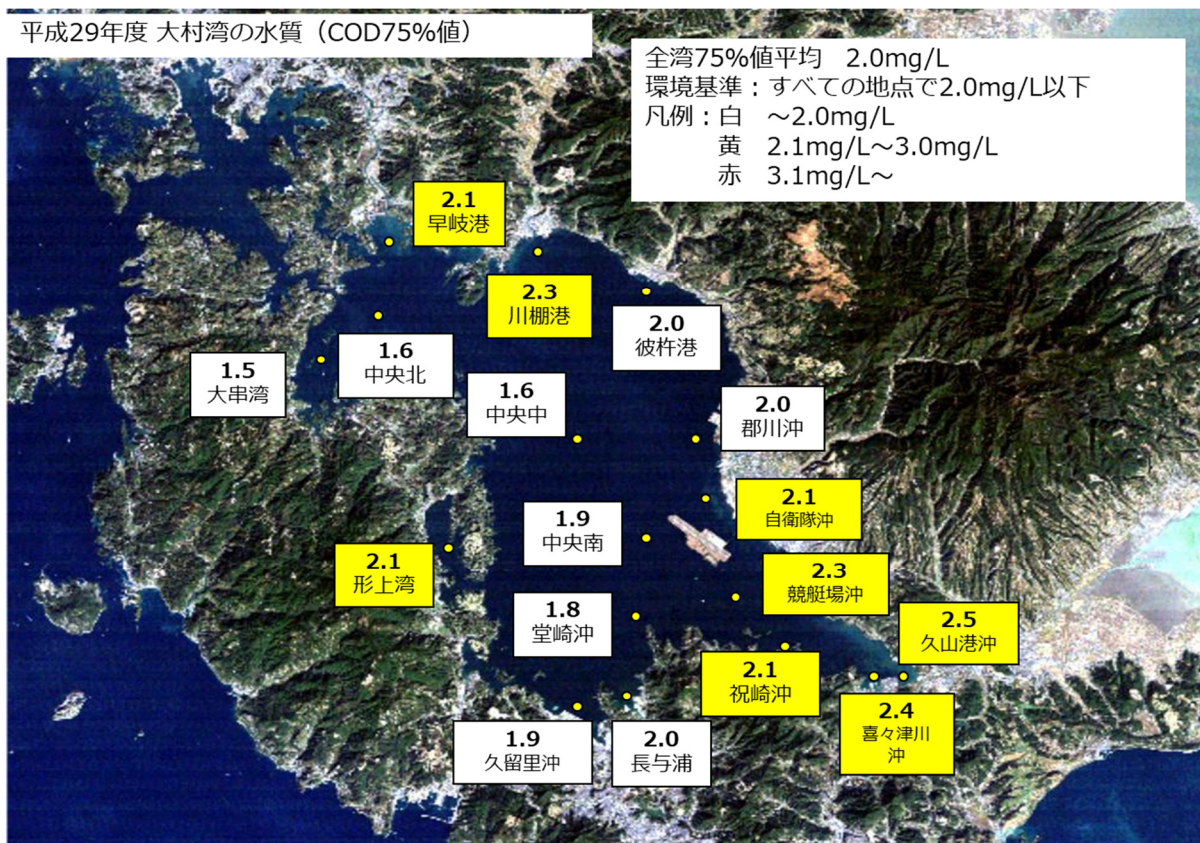 平成29年度 大村湾の水質（COD75%値）
全湾75%値平均　2.0mg/L
環境基準：すべての地点で2.0mg/L以下
凡例：白　～2.0mg/L
黄　2.1mg/L～3.0mg/L
赤　3.1mg/L～
2.1
早岐港
2.3
川棚港
2.0
彼杵港
1.6
中央北
1.5
大串湾
1.6
中央中
2.0
郡川沖
2.1
自衛隊沖
1.9
中央南
2.1
形上湾
2.3
競艇場沖
1.8
堂崎沖
2.5
久山港沖
2.1
祝崎沖
2.4
喜々津川
沖
1.9
久留里沖
2.0
長与浦